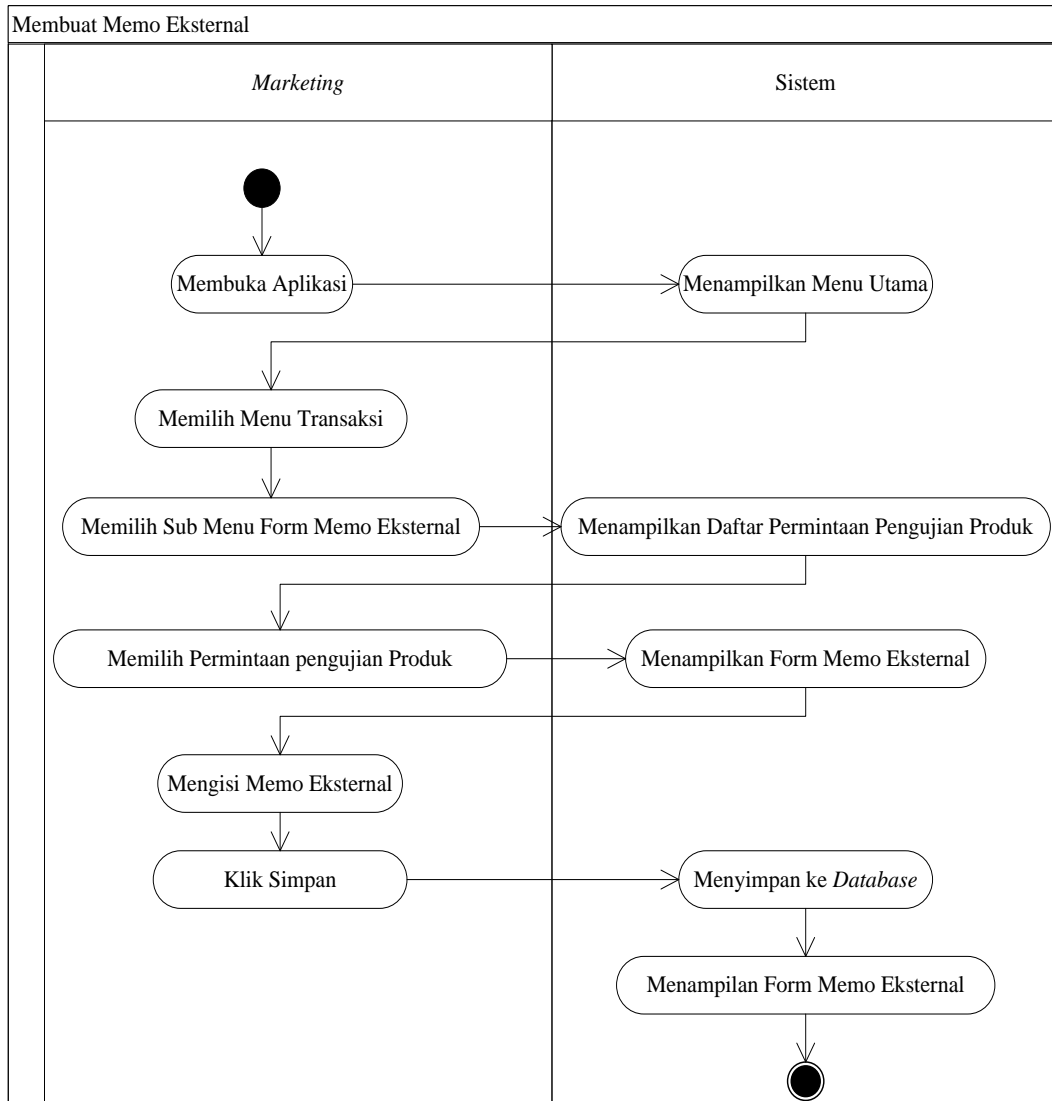 Membuat Memo Eksternal
Marketing
Sistem
Membuka Aplikasi
Menampilkan Menu Utama
Memilih Menu Transaksi
Memilih Sub Menu Form Memo Eksternal
Menampilkan Daftar Permintaan Pengujian Produk
Memilih Permintaan pengujian Produk
Menampilkan Form Memo Eksternal
Mengisi Memo Eksternal
Klik Simpan
Menyimpan ke Database
Menampilan Form Memo Eksternal